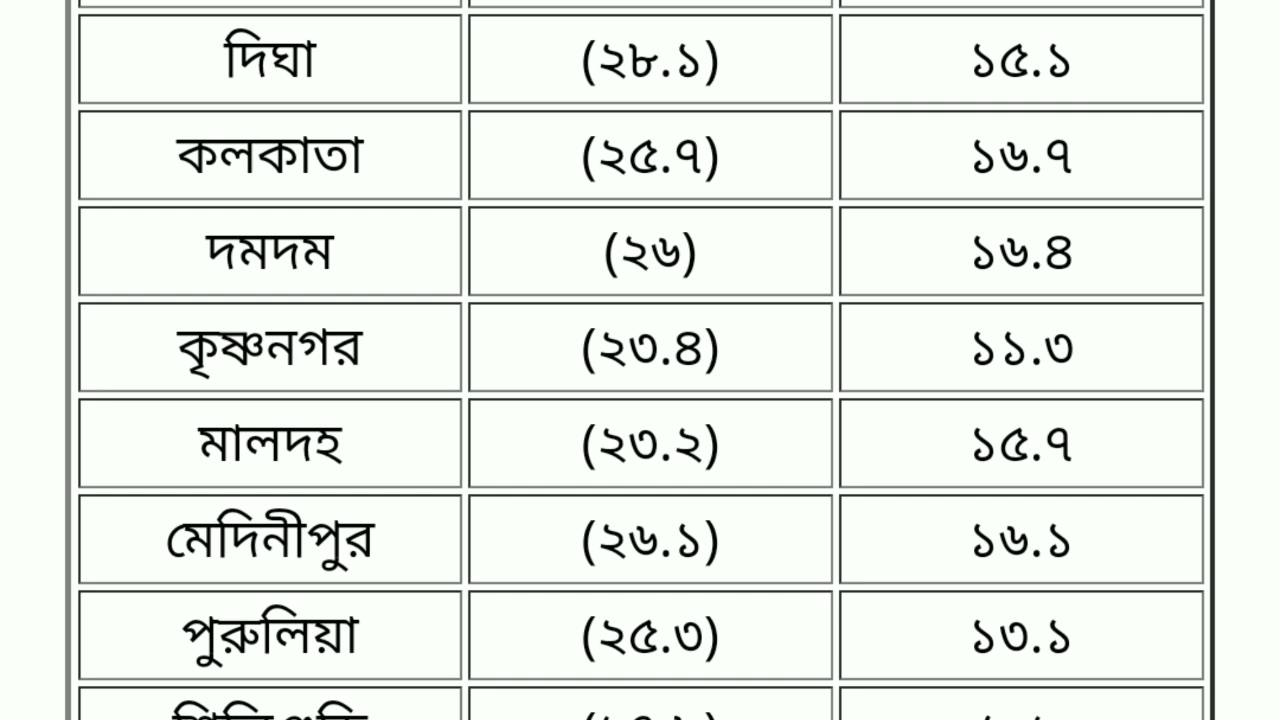 দিঘা (২৮.১) ১৫.১
কলকাতা (২৫.৭) ১৬.৭
দমদম (২৬) ১৬.৪
কৃষ্ণনগর (২৩.৪) ১১.৩
মালদহ (২৩.২) ১৫.৭
মেদিনীপুর (২৬.১) ১৬.১
পুরুলিয়া (২৫.৩) ১৩.১